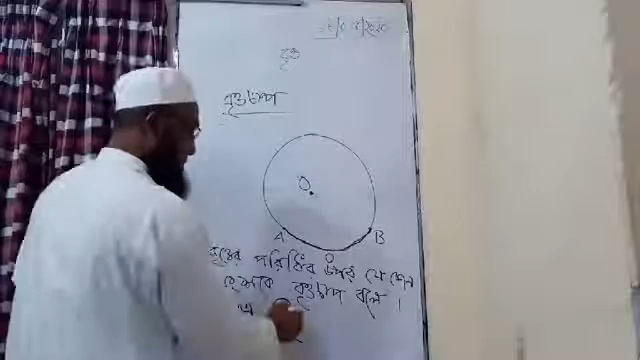 বৃত্ত
বৃত্তচাপ
O
A
B
D
বৃত্তের পরিধির উপর যে কোন
অংশকে বৃত্তচাপ বলে ।